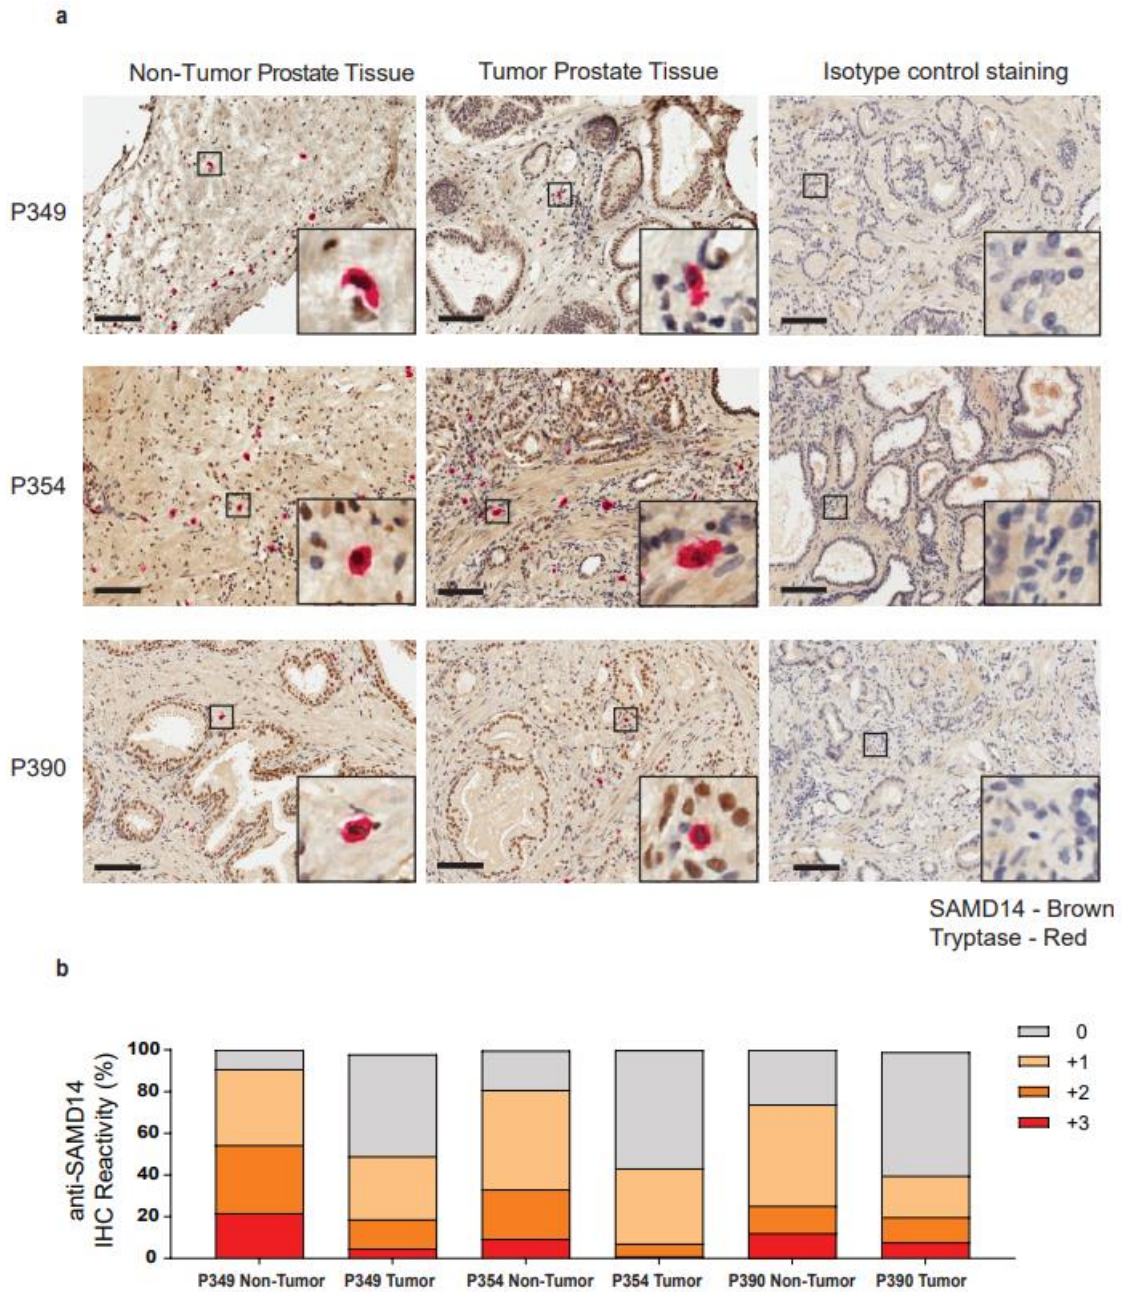 a
Non-Tumor Prostate Tissue
Tumor Prostate Tissue
Isotype control staining
P349
P354
P390
SAMD14 - Brown
Tryptase - Red
b
anti-SAMD14
IHC Reactivity (%)
100
80
60
40
20
0
0
+1
+2
+3
P349 Non-Tumor
P349 Tumor
P354 Non-Tumor
P354 Tumor
P390 Non-Tumor
P390 Tumor